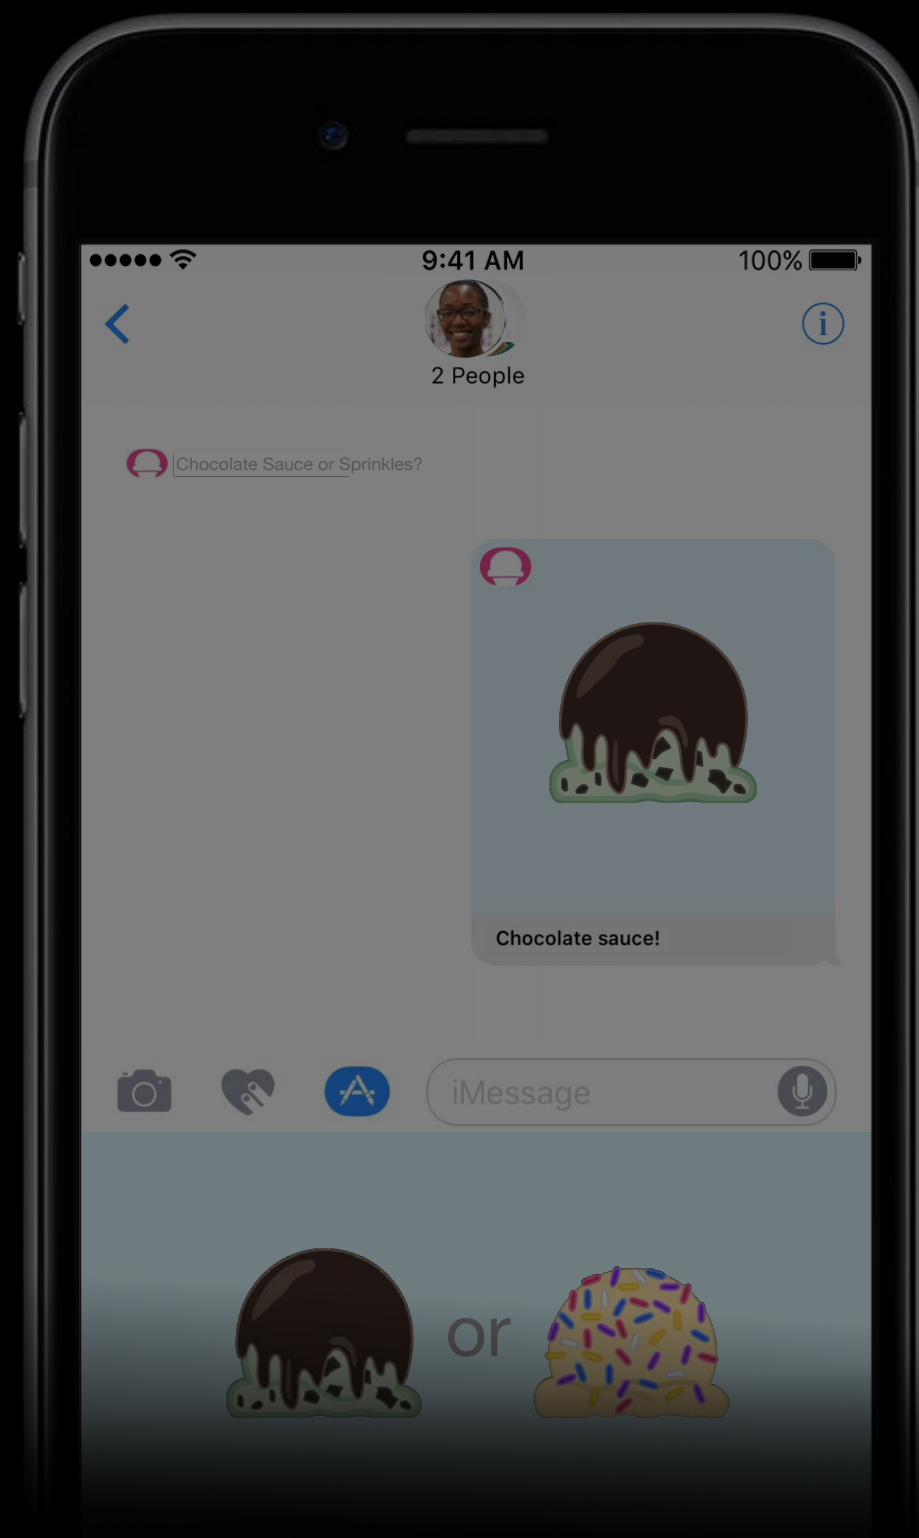 9:41 AM
100%
2 People
Chocolate Sauce or Sprinkles?
Chocolate sauce!
iMessage
or